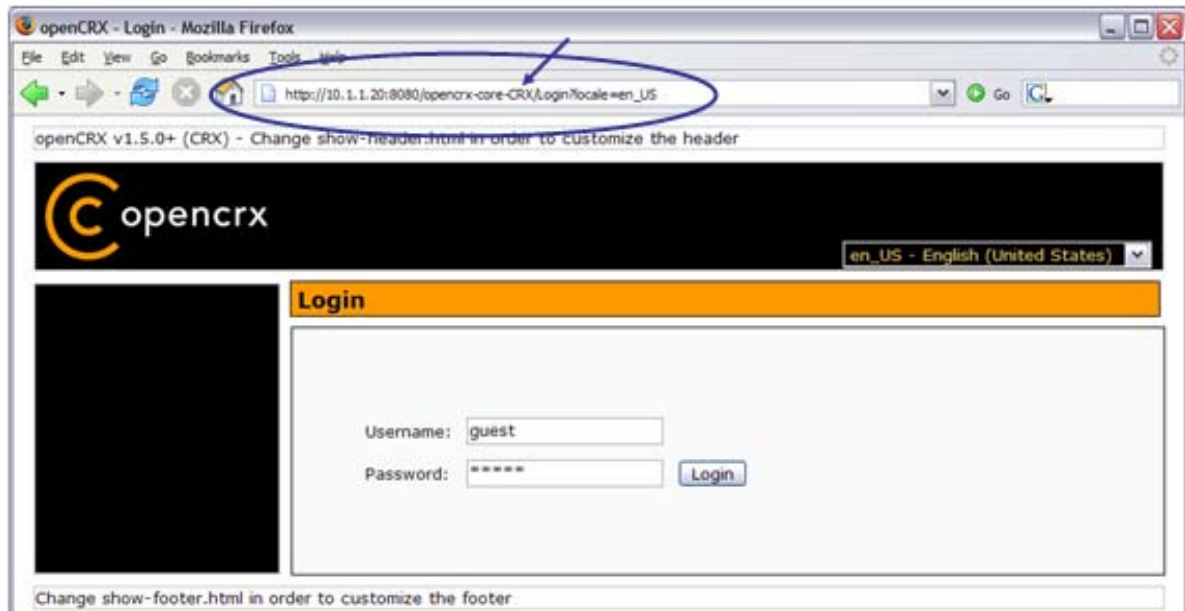 openCRX - Login - Mozilla Firefox
File Edit View Go Bookmarks Tools Help
http://10.1.1.20:8080/opencrx-core-CRX/Login?locale=en_US
Go
openCRX v1.5.0+ (CRX) - Change show-header.html in order to customize the header
opencrx
en_US - English (United States)
Login
Username: guest
Password: *****
Login
Change show-footer.html in order to customize the footer